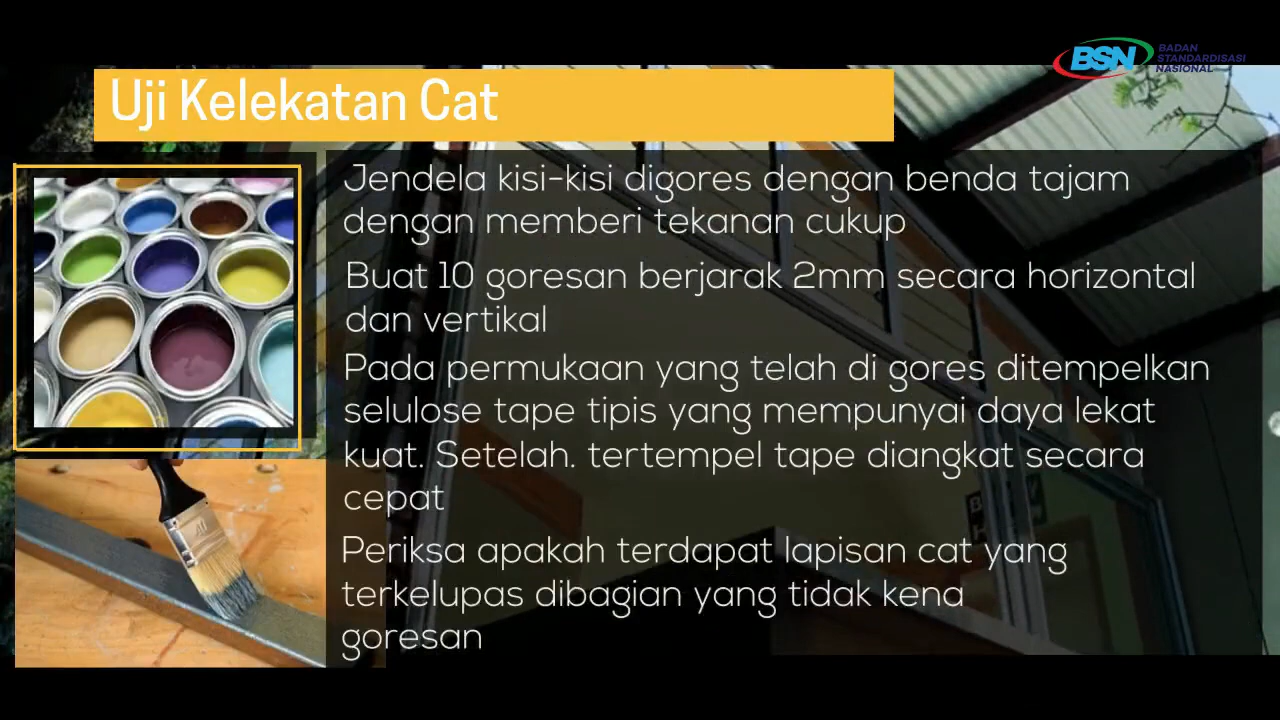 BSN
BADAN
STANDARDISASI
NASIONAL
Uji Kelekatan Cat
Jendela kisi-kisi digores dengan benda tajam
dengan memberi tekanan cukup
Buat 10 goresan berjarak 2mm secara horizontal
dan vertikal
Pada permukaan yang telah di gores ditempelkan
selulose tape tipis yang mempunyai daya lekat
kuat. Setelah. tertempel tape diangkat secara
cepat
Periksa apakah terdapat lapisan cat yang
terkelupas dibagian yang tidak kena
goresan